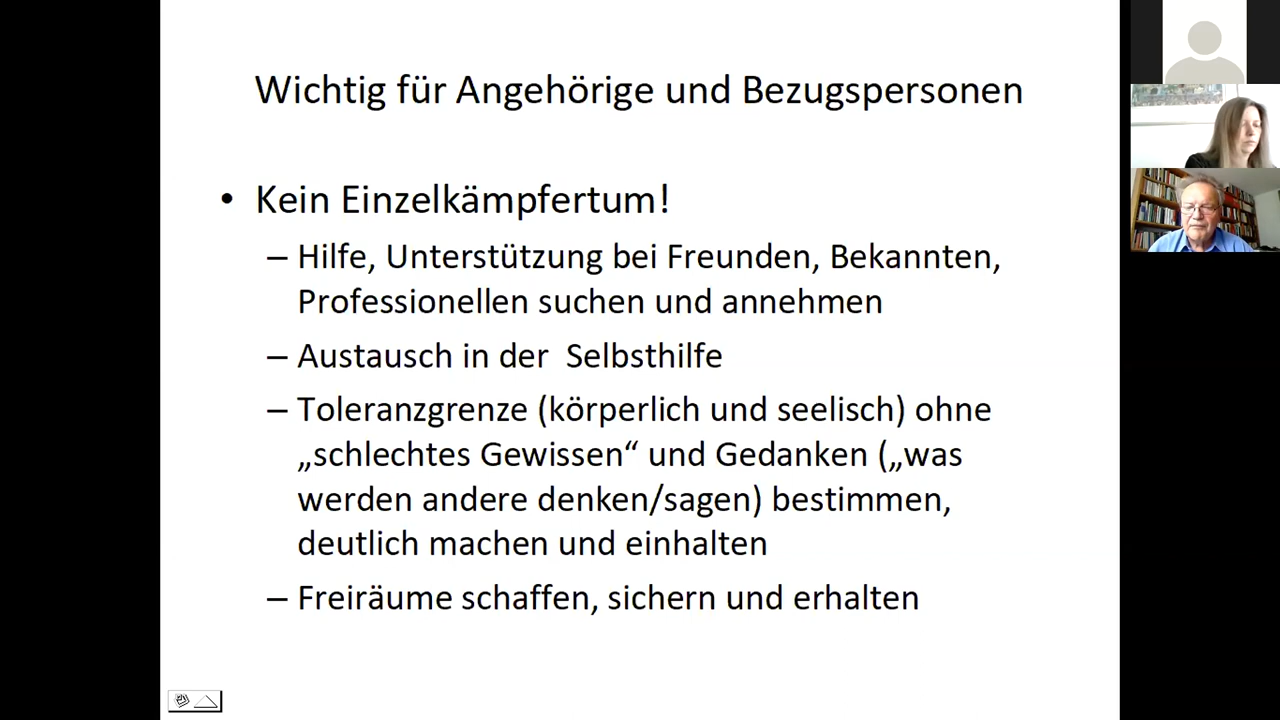 Wichtig für Angehörige und Bezugspersonen
• Kein Einzelkämpfertum!
– Hilfe, Unterstützung bei Freunden, Bekannten,
Professionellen suchen und annehmen
– Austausch in der  Selbsthilfe
– Toleranzgrenze (körperlich und seelisch) ohne
„schlechtes Gewissen“ und Gedanken („was
werden andere denken/sagen) bestimmen,
deutlich machen und einhalten
– Freiräume schaffen, sichern und erhalten